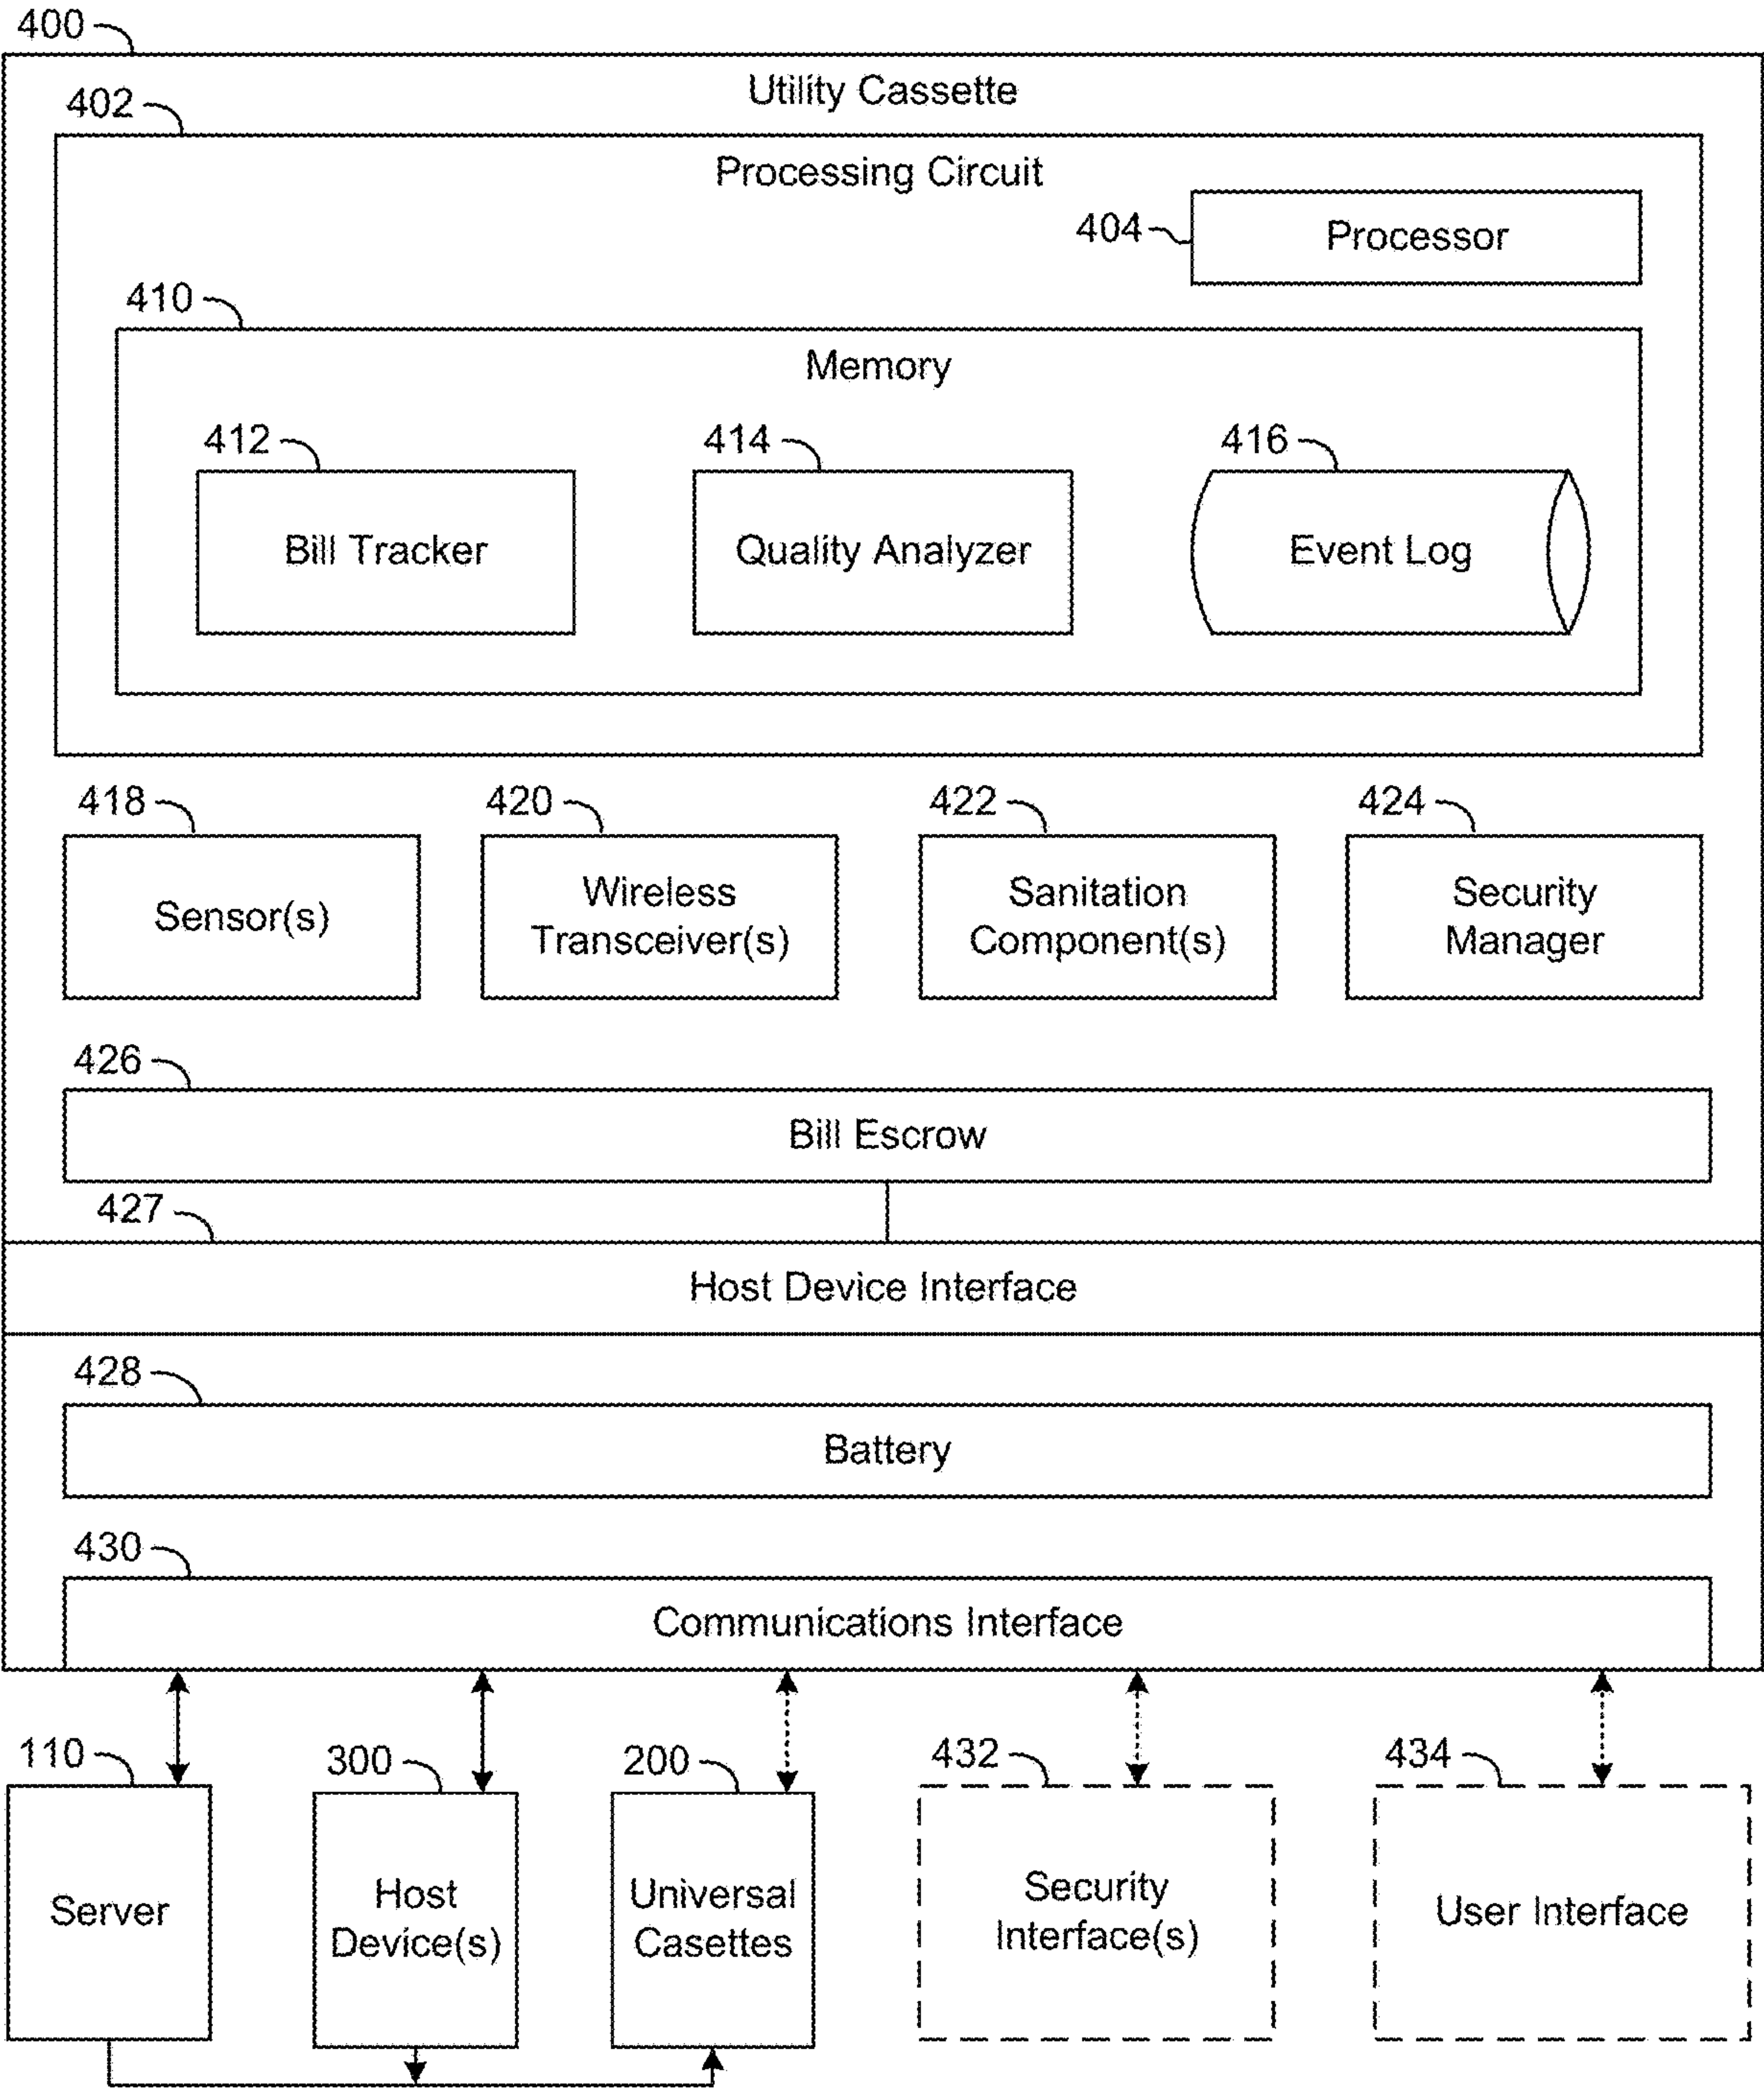 400
Utility Cassette
402
Processing Circuit
404
Processor
410
Memory
412
414
416
Bill Tracker
Quality Analyzer
Event Log
418
420
422
424
Sensor(s)
Wireless
Transceiver(s)
Sanitation
Component(s)
Security
Manager
426
Bill Escrow
427
Host Device Interface
428
Battery
430
Communications Interface
110
300
200
432
434
Server
Host
Device(s)
Universal
Casettes
Security
Interface(s)
User Interface